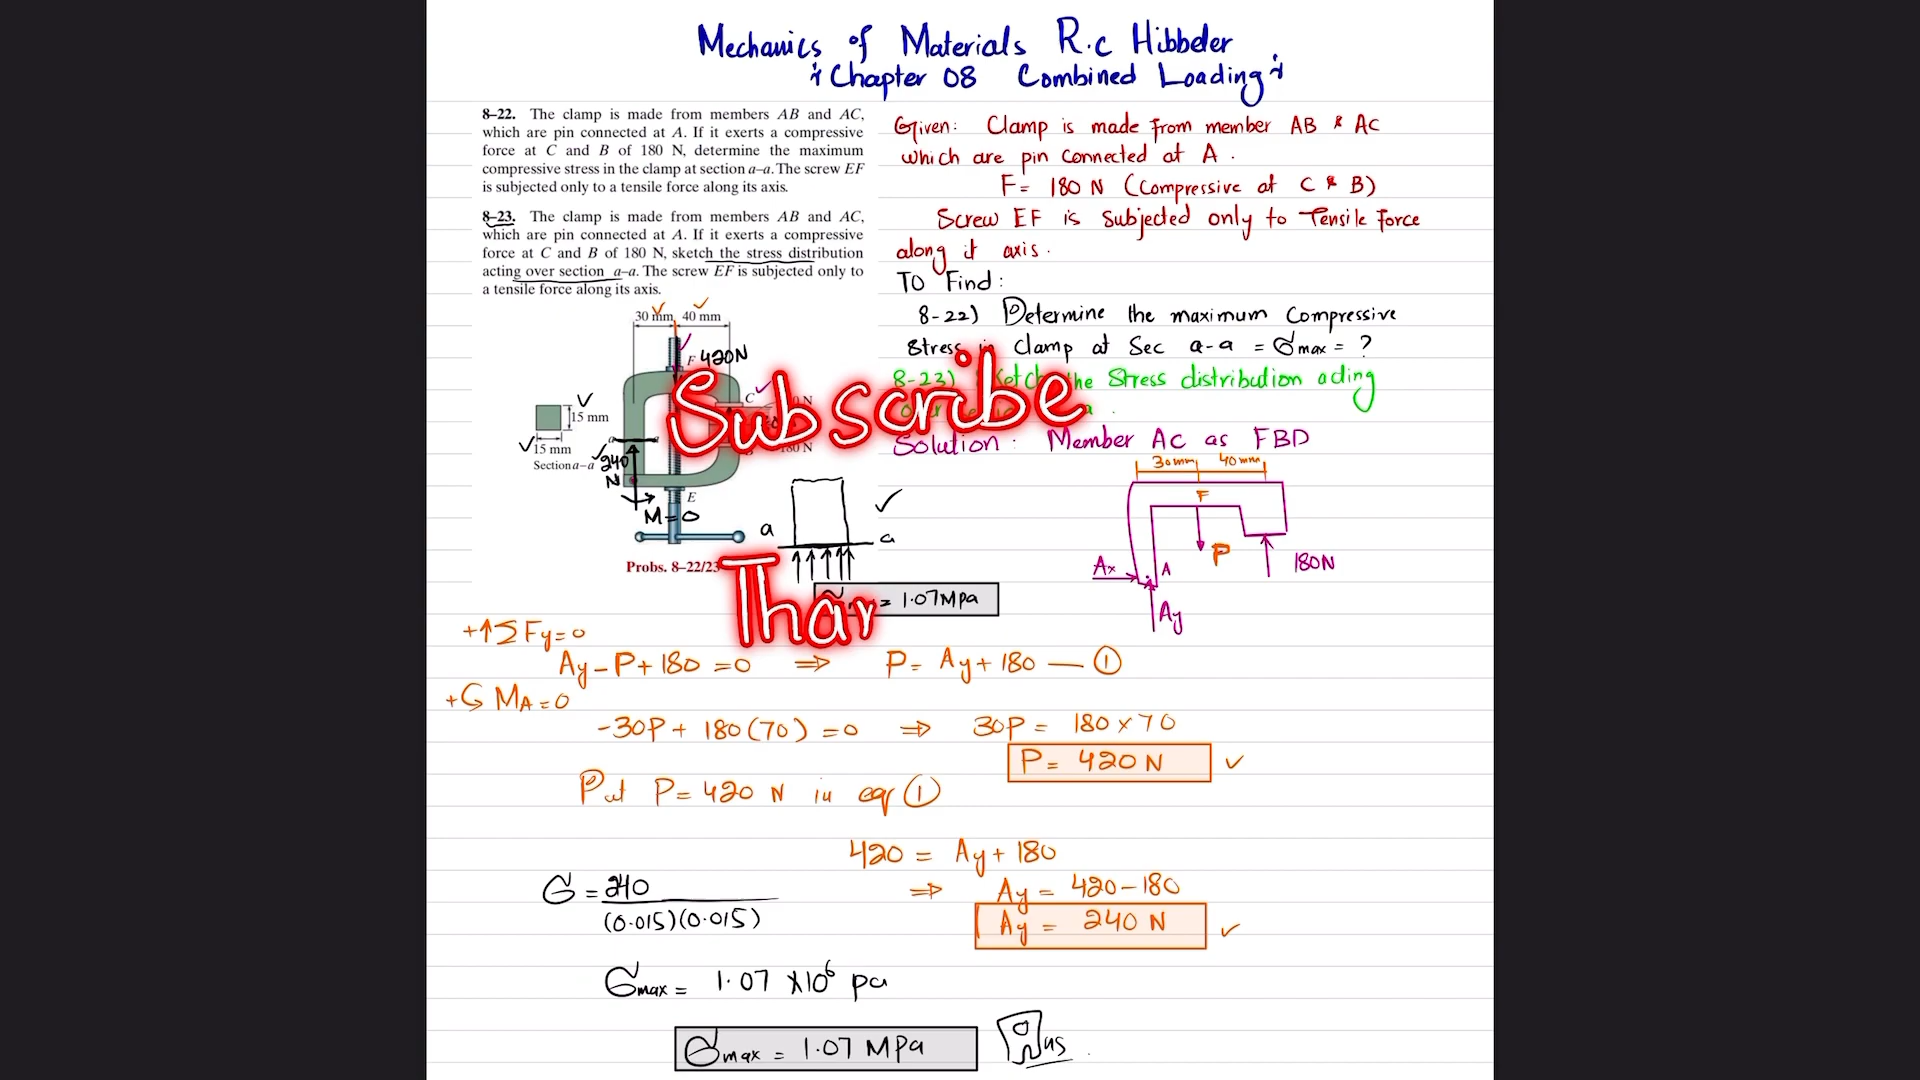 Mechanics of Materials R.c Hibbeler
Chapter 08 Combined Loading
8–22. The clamp is made from members AB and AC,
which are pin connected at A. If it exerts a compressive
force at C and B of 180 N, determine the maximum
compressive stress in the clamp at section a–a. The screw EF
is subjected only to a tensile force along its axis.
8–23. The clamp is made from members AB and AC,
which are pin connected at A. If it exerts a compressive
force at C and B of 180 N, sketch the stress distribution
acting over section a–a. The screw EF is subjected only to
a tensile force along its axis.
30 mm 40 mm
F 420N
C
15 mm
15 mm
Section a–a
240
N
180 N
E
M=0
Probs. 8–22/23
a a
= 1.07MPa
Given: Clamp is made from member AB & AC
which are pin connected at A.
F= 180 N (Compressive at C & B)
Screw EF is Subjected only to Tensile force
along it axis.
To Find:
8-22) Determine the maximum Compressive
Stress in Clamp at Sec a-a = σmax = ?
8-23) the Stress distribution acting
Subscribe
Thar
Solution: Member AC as FBD
30mm 40mm
F
P
180N
Ax A
Ay
+↑ΣFy=0
Ay-P+180=0 ⇒ P= Ay+180 — ①
+↺ MA=0
-30P+ 180(70)=0 ⇒ 30P= 180×70
P= 420 N ✓
Put P= 420 N in eq ①
420 = Ay+180
⇒ Ay= 420-180
Ay= 240 N ✓
σ = 240
(0.015)(0.015)
σmax= 1.07 ×10⁶ pa
σmax = 1.07 MPa
Ans